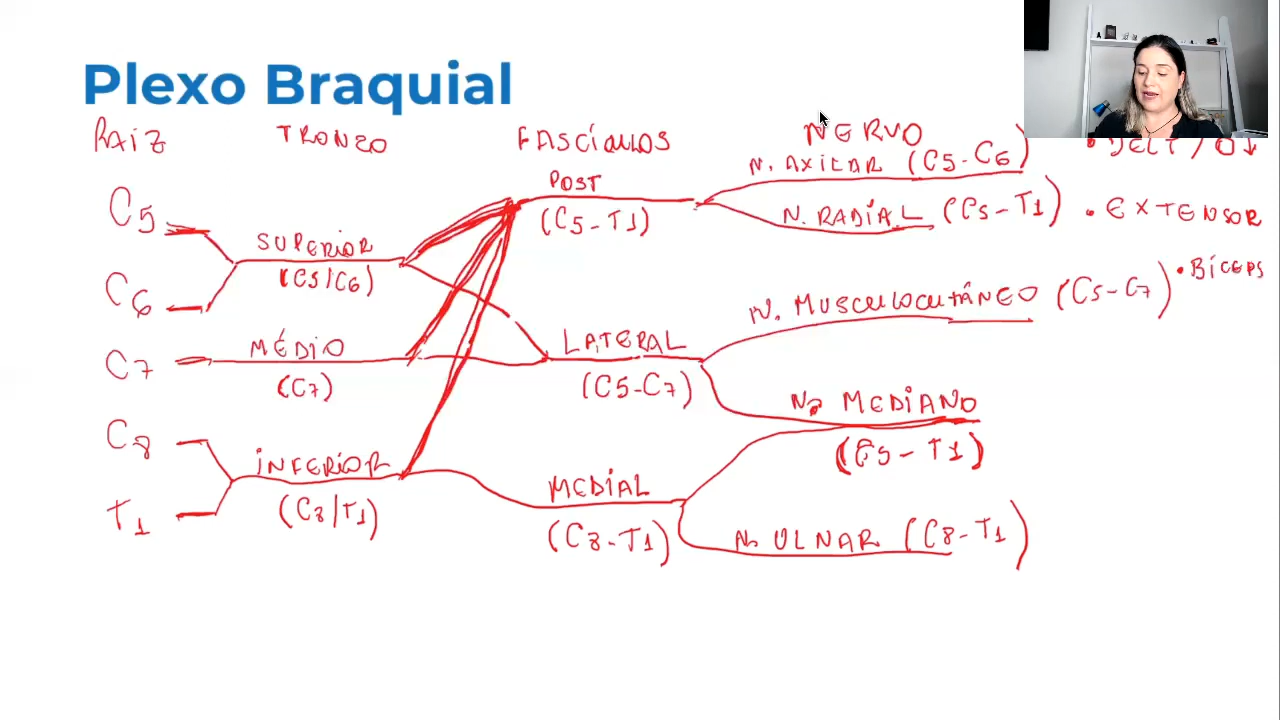 Plexo Braquial
RAIZ TRONCO FASCÍCULOS NERVO
N. AXILAR (C5-C6)
POST
C5 (C5-T1) N. RADIAL (C5-T1) • EXTENSOR
SUPERIOR
(C5/C6) • BÍCEPS
C6 N. MUSCULOCUTÂNEO (C5-C7)
MÉDIO LATERAL
C7 (C7) (C5-C7)
N. MEDIANO
C8 (C5-T1)
INFERIOR MEDIAL
T1 (C8/T1) (C8-T1) N. ULNAR (C8-T1)